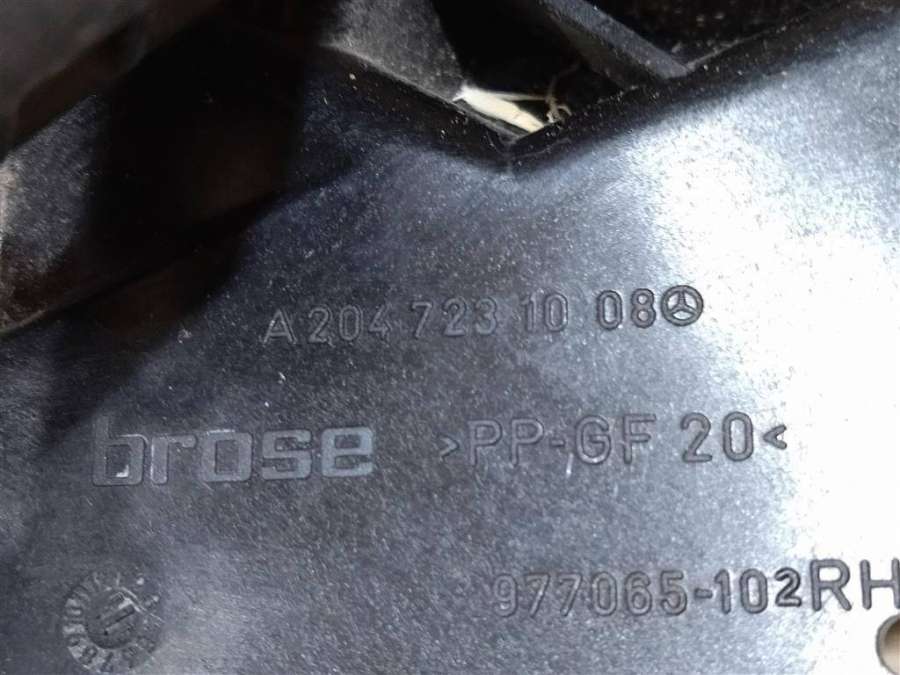 A 204 723 10 08
brose >PP-GF 20<
977065-102RH